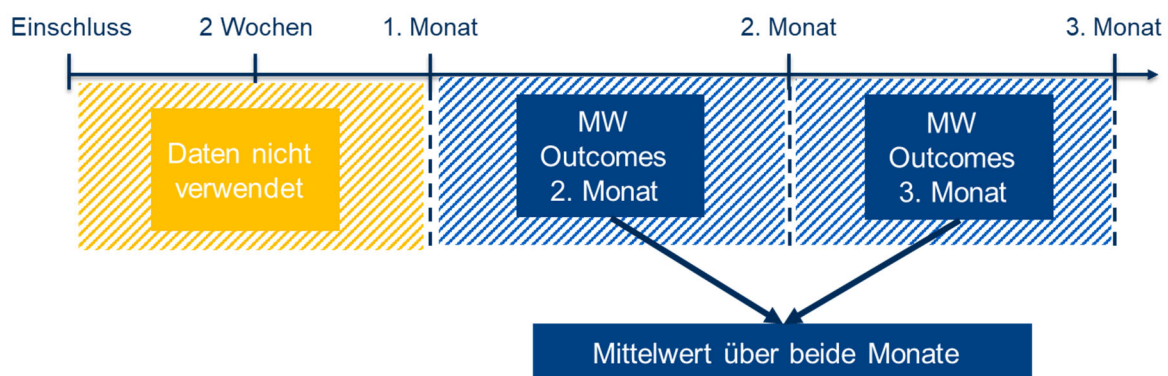 Einschluss 2 Wochen 1. Monat 2. Monat 3. Monat
Daten nicht
verwendet
MW
Outcomes
2. Monat
MW
Outcomes
3. Monat
Mittelwert über beide Monate